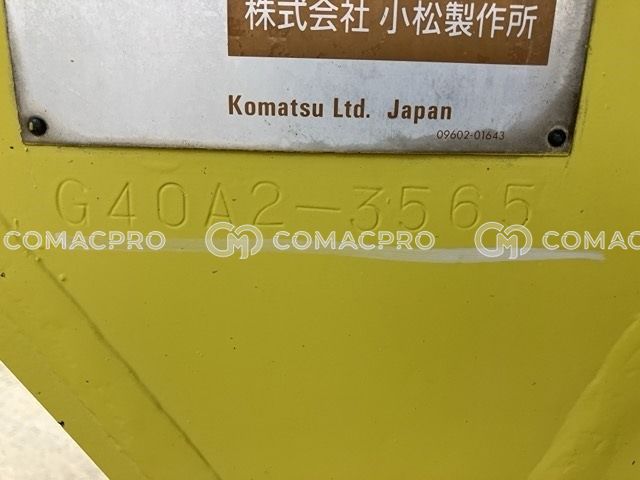 株式会社 小松製作所
Komatsu Ltd. Japan
09602-01643
G40A2-3565
COMACPRO COMACPRO COMAC